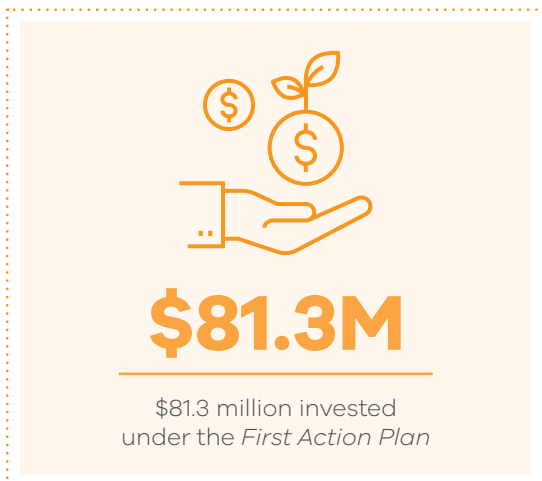 $
$
$81.3M
$81.3 million invested
under the First Action Plan